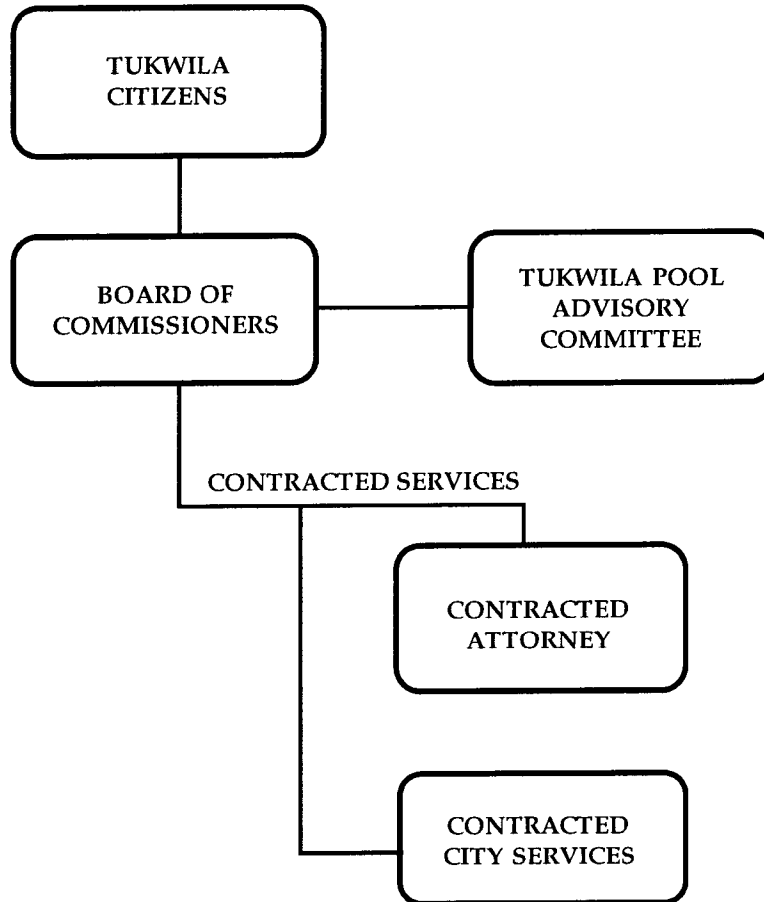 TUKWILA
CITIZENS
BOARD OF
COMMISSIONERS
TUKWILA POOL
ADVISORY
COMMITTEE
CONTRACTED SERVICES
CONTRACTED
ATTORNEY
CONTRACTED
CITY SERVICES